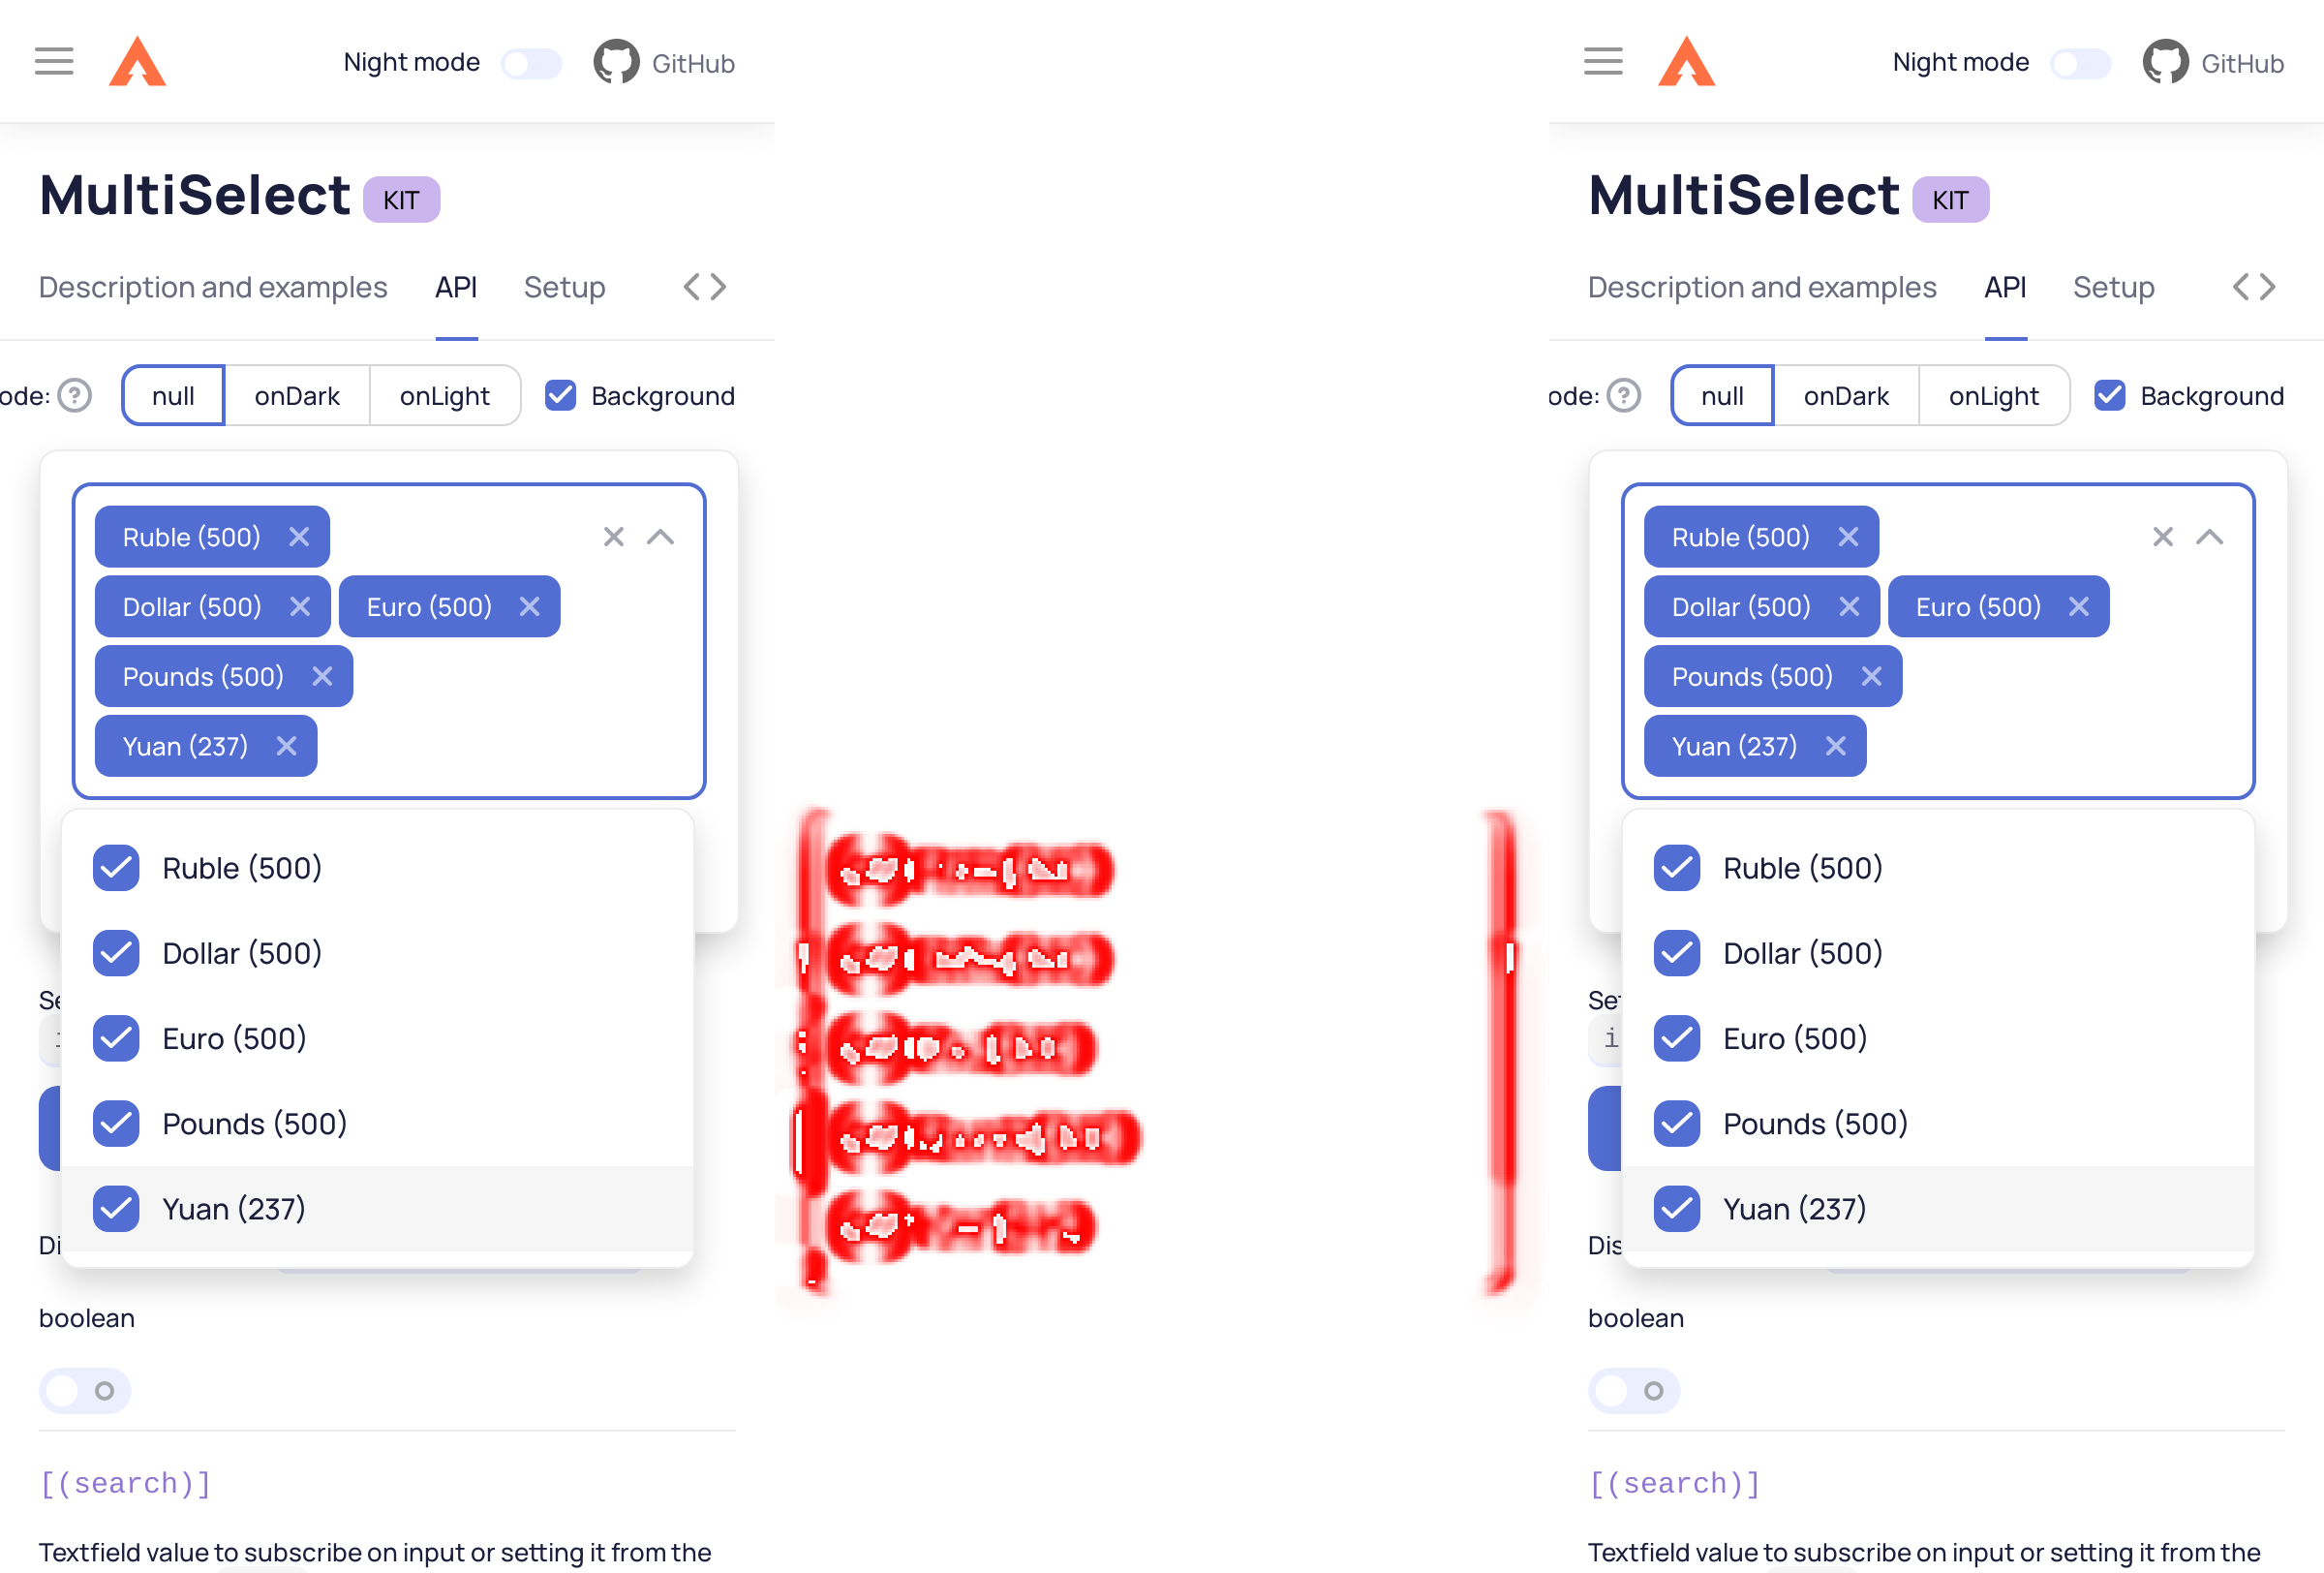 Night mode GitHub
MultiSelect KIT
Description and examples API Setup
ode: ? null onDark onLight Background
Ruble (500)
Dollar (500) Euro (500)
Pounds (500)
Yuan (237)
Ruble (500)
Dollar (500)
Se
Euro (500)
i
Pounds (500)
Yuan (237)
Di
boolean
[(search)]
Textfield value to subscribe on input or setting it from the
Night mode GitHub
MultiSelect KIT
Description and examples API Setup
ode: ? null onDark onLight Background
Ruble (500)
Dollar (500) Euro (500)
Pounds (500)
Yuan (237)
Ruble (500)
Dollar (500)
Set
Euro (500)
i
Pounds (500)
Yuan (237)
Dis
boolean
[(search)]
Textfield value to subscribe on input or setting it from the